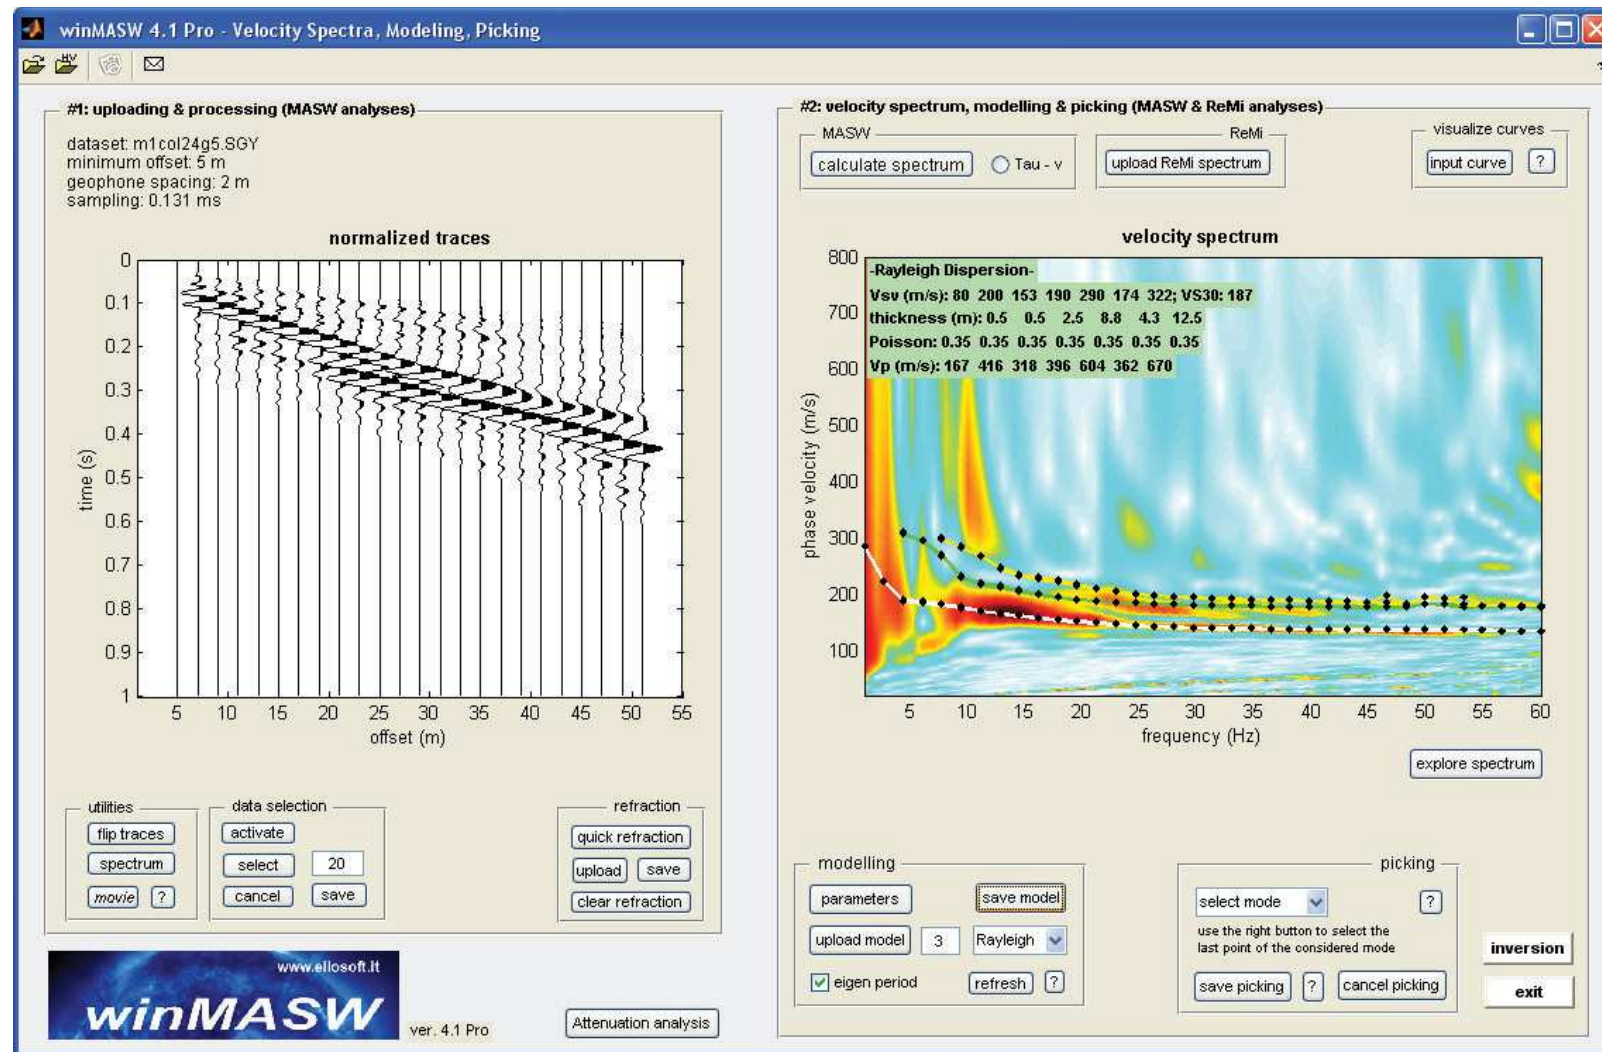 winMASW 4.1 Pro - Velocity Spectra, Modeling, Picking
HV
#1: uploading & processing (MASW analyses)
dataset: m1col24g5.SGY
minimum offset: 5 m
geophone spacing: 2 m
sampling: 0.131 ms
normalized traces
0
0.1
0.2
0.3
0.4
0.5
0.6
0.7
0.8
0.9
1
time (s)
5 10 15 20 25 30 35 40 45 50 55
offset (m)
utilities
flip traces
spectrum
movie ?
data selection
activate
select 20
cancel save
refraction
quick refraction
upload save
clear refraction
www.eliosoft.it
winMASW
ver. 4.1 Pro
Attenuation analysis
#2: velocity spectrum, modelling & picking (MASW & ReMi analyses)
MASW
calculate spectrum Tau - v
ReMi
upload ReMi spectrum
visualize curves
input curve ?
velocity spectrum
-Rayleigh Dispersion-
Vsv (m/s): 80 200 153 190 290 174 322; VS30: 187
thickness (m): 0.5 0.5 2.5 8.8 4.3 12.5
Poisson: 0.35 0.35 0.35 0.35 0.35 0.35 0.35
Vp (m/s): 167 416 318 396 604 362 670
800
700
600
500
400
300
200
100
phase velocity (m/s)
5 10 15 20 25 30 35 40 45 50 55 60
frequency (Hz)
explore spectrum
modelling
parameters save model
upload model 3 Rayleigh
eigen period refresh ?
picking
select mode ?
use the right button to select the
last point of the considered mode
save picking ? cancel picking
inversion
exit